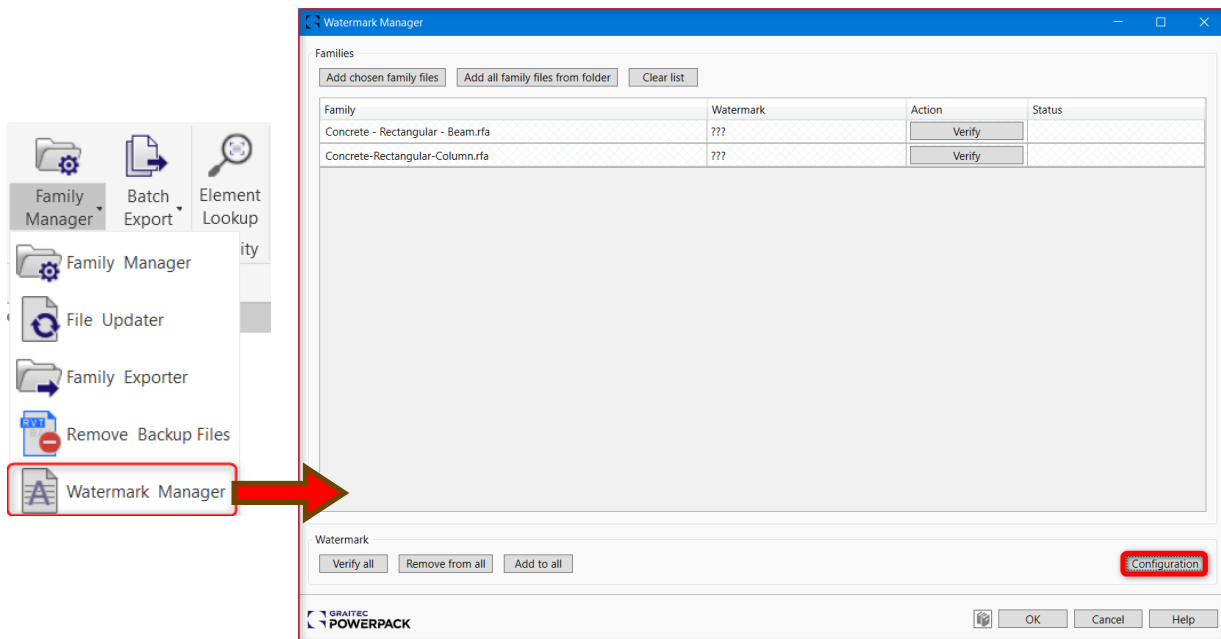 Family
Manager
Batch
Export
Element
Lookup
ity
Family Manager
File Updater
Family Exporter
RVT
Remove Backup Files
A
Watermark Manager
Watermark Manager
Families
Add chosen family files
Add all family files from folder
Clear list
Family Watermark Action Status
Concrete - Rectangular - Beam.rfa ??? Verify
Concrete-Rectangular-Column.rfa ??? Verify
Watermark
Verify all
Remove from all
Add to all
Configuration
GRAITEC
POWERPACK
OK
Cancel
Help